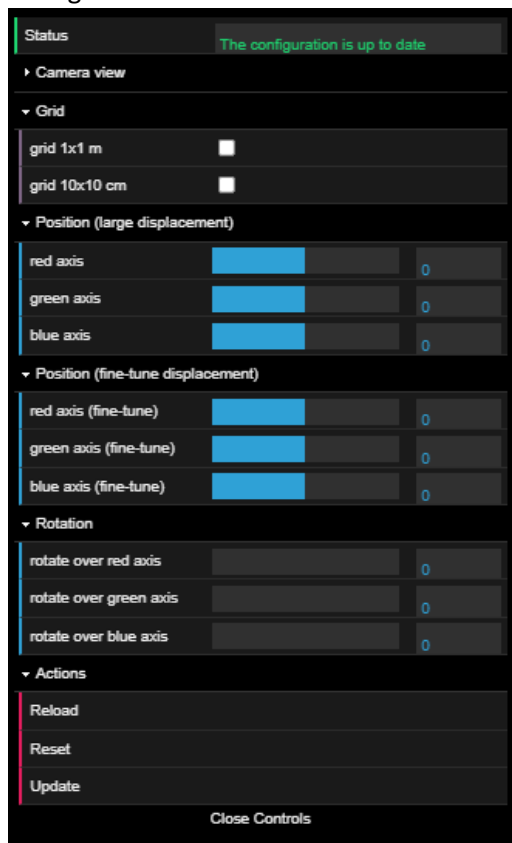 Status The configuration is up to date
Camera view
Grid
grid 1x1 m
grid 10x10 cm
Position (large displacement)
red axis 0
green axis 0
blue axis 0
Position (fine-tune displacement)
red axis (fine-tune) 0
green axis (fine-tune) 0
blue axis (fine-tune) 0
Rotation
rotate over red axis 0
rotate over green axis 0
rotate over blue axis 0
Actions
Reload
Reset
Update
Close Controls